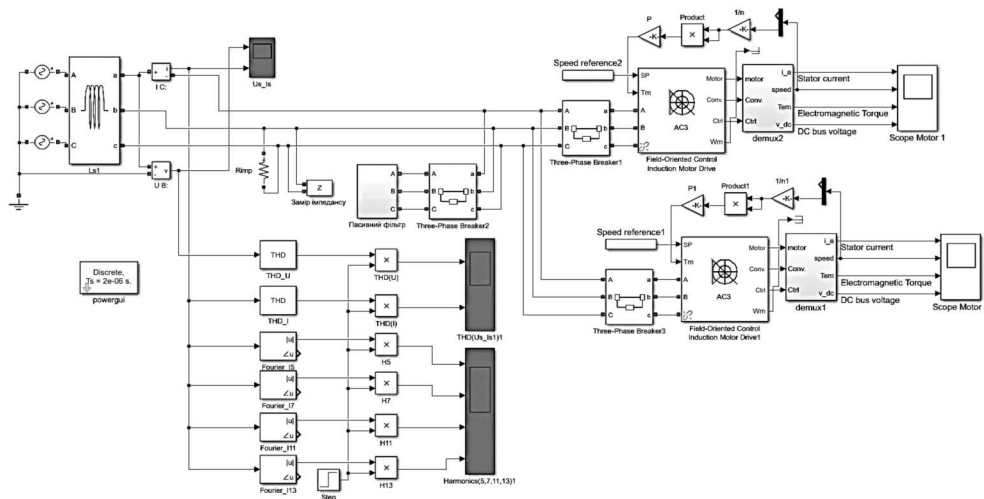 P
Product
1/n
-K-
×
-K-
Speed reference2
SP
Tm
A
B
C
Motor
Conv.
Ctrl
Wm
AC3
Field-Oriented Control
Induction Motor Drive
motor
Conv.
Ctrl
i_a
speed
Tem
v_dc
demux2
Stator current
speed
Electromagnetic Torque
DC bus voltage
Scope Motor 1
A
B
C
a
b
c
Ls1
+
-
i
I C:
Us_Is
+
-
v
U B:
Rimp
Z
Замір імпедансу
A
B
C
Пасивний фільтр
A
B
C
a
b
c
Three-Phase Breaker2
A
B
C
a
b
c
Three-Phase Breaker1
P1
Product1
1/n1
-K-
×
-K-
Speed reference1
SP
Tm
A
B
C
Motor
Conv.
Ctrl
Wm
AC3
Field-Oriented Control
Induction Motor Drive1
motor
Conv.
Ctrl
i_a
speed
Tem
v_dc
demux1
Stator current
speed
Electromagnetic Torque
DC bus voltage
Scope Motor
A
B
C
a
b
c
Three-Phase Breaker3
Discrete,
Ts = 2e-06 s.
powergui
THD
THD_U
×
THD(U)
THD
THD_I
×
THD(I)
THD(Us_Is1)1
|u|
∠u
Fourier_I5
×
H5
|u|
∠u
Fourier_I7
×
H7
|u|
∠u
Fourier_I11
×
H11
|u|
∠u
Fourier_I13
×
H13
Step
Harmonics(5,7,11,13)1